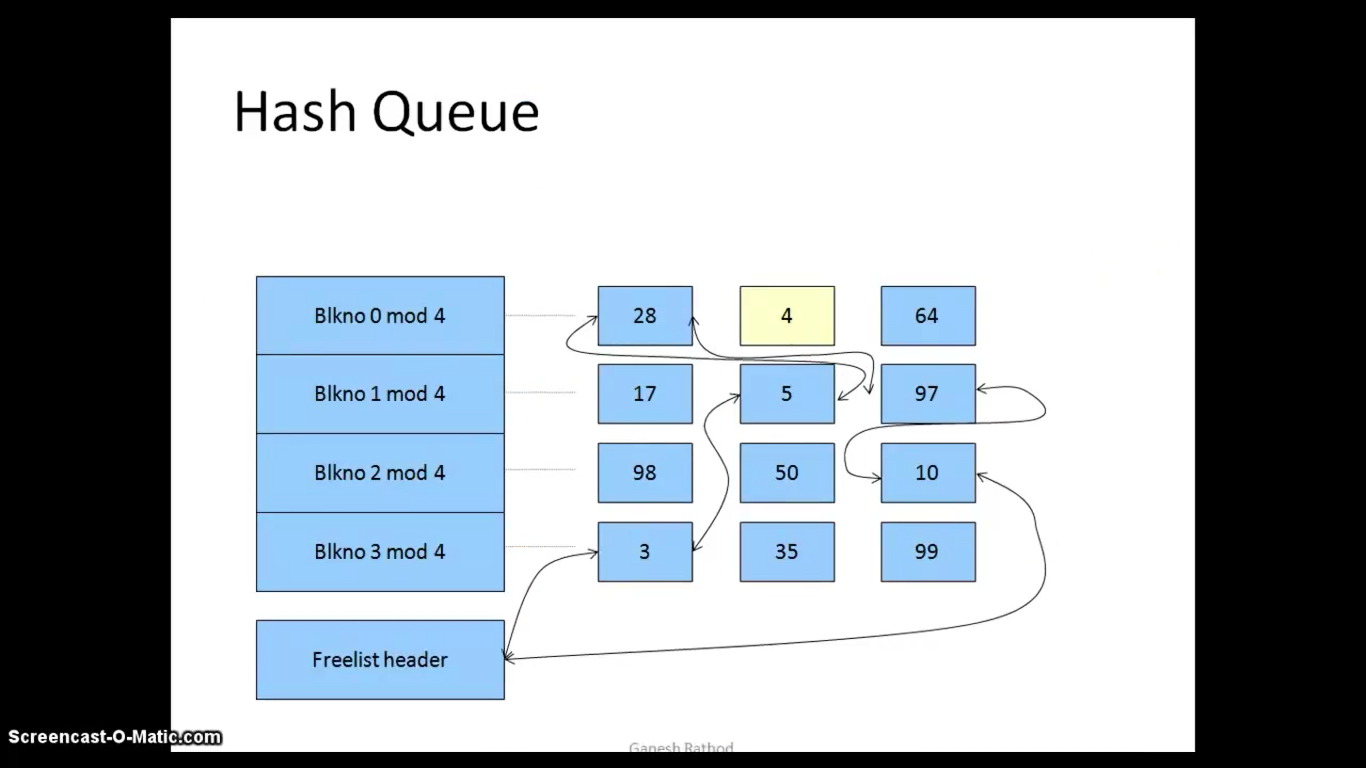 Hash Queue
Blkno 0 mod 4
28
4
64
Blkno 1 mod 4
17
5
97
Blkno 2 mod 4
98
50
10
Blkno 3 mod 4
3
35
99
Freelist header
Screencast-O-Matic.com
Ganesh Rathod